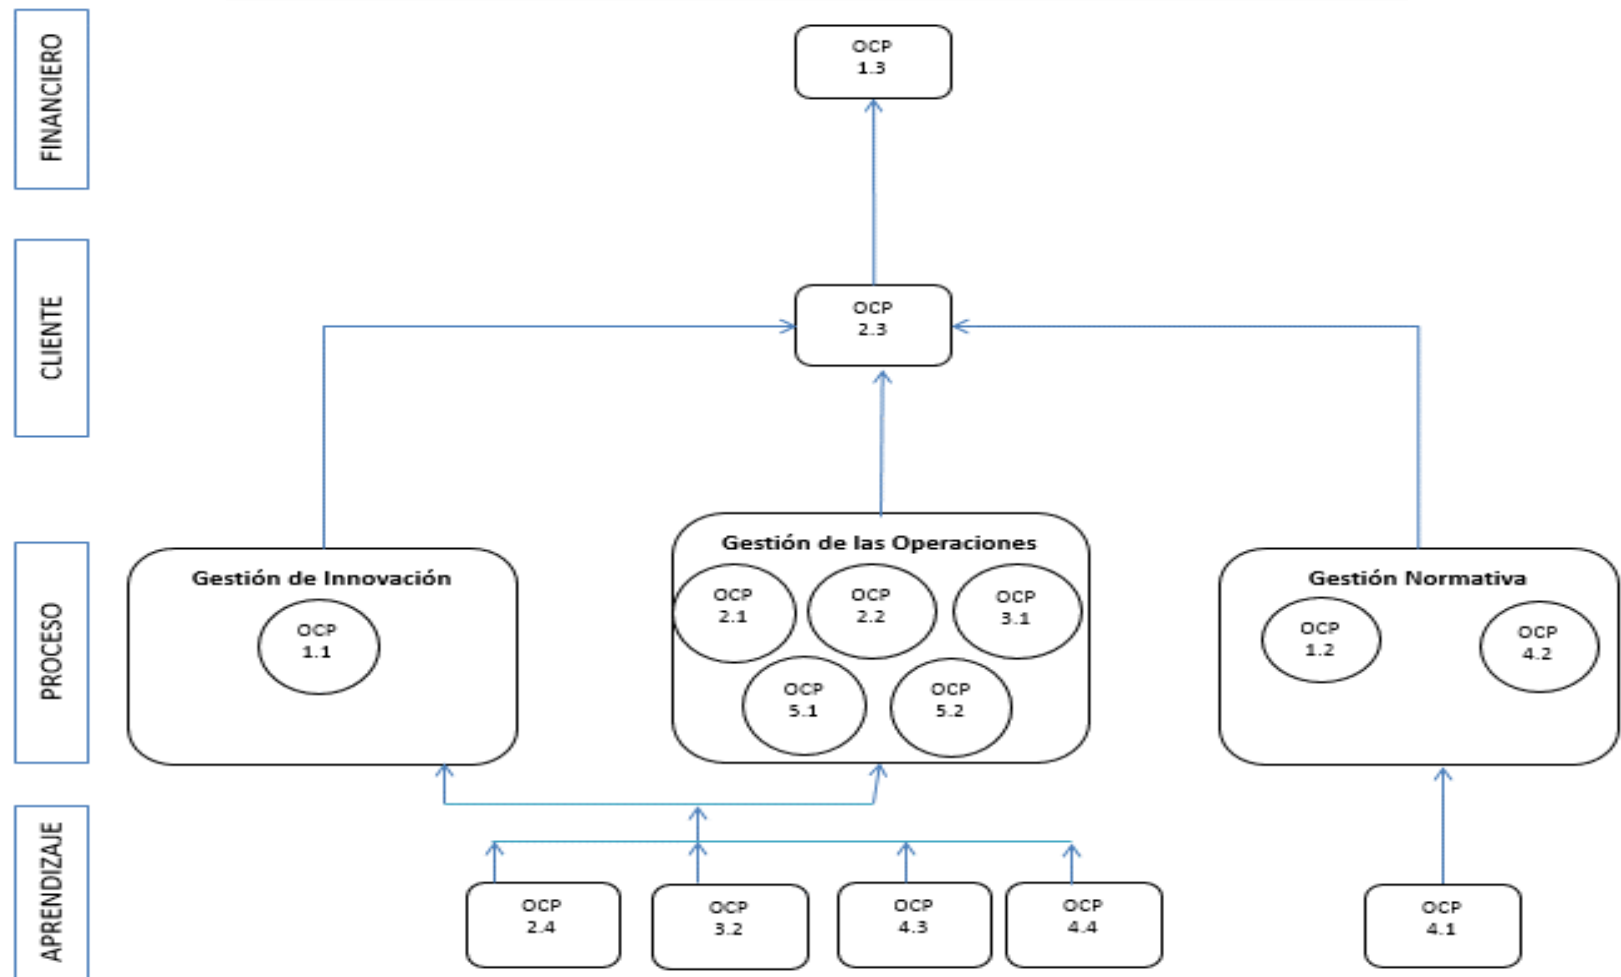 FINANCIERO
OCP
1.3
CLIENTE
OCP
2.3
PROCESO
Gestión de Innovación
OCP
1.1
Gestión de las Operaciones
OCP
2.1
OCP
2.2
OCP
3.1
OCP
5.1
OCP
5.2
Gestión Normativa
OCP
1.2
OCP
4.2
APRENDIZAJE
OCP
2.4
OCP
3.2
OCP
4.3
OCP
4.4
OCP
4.1